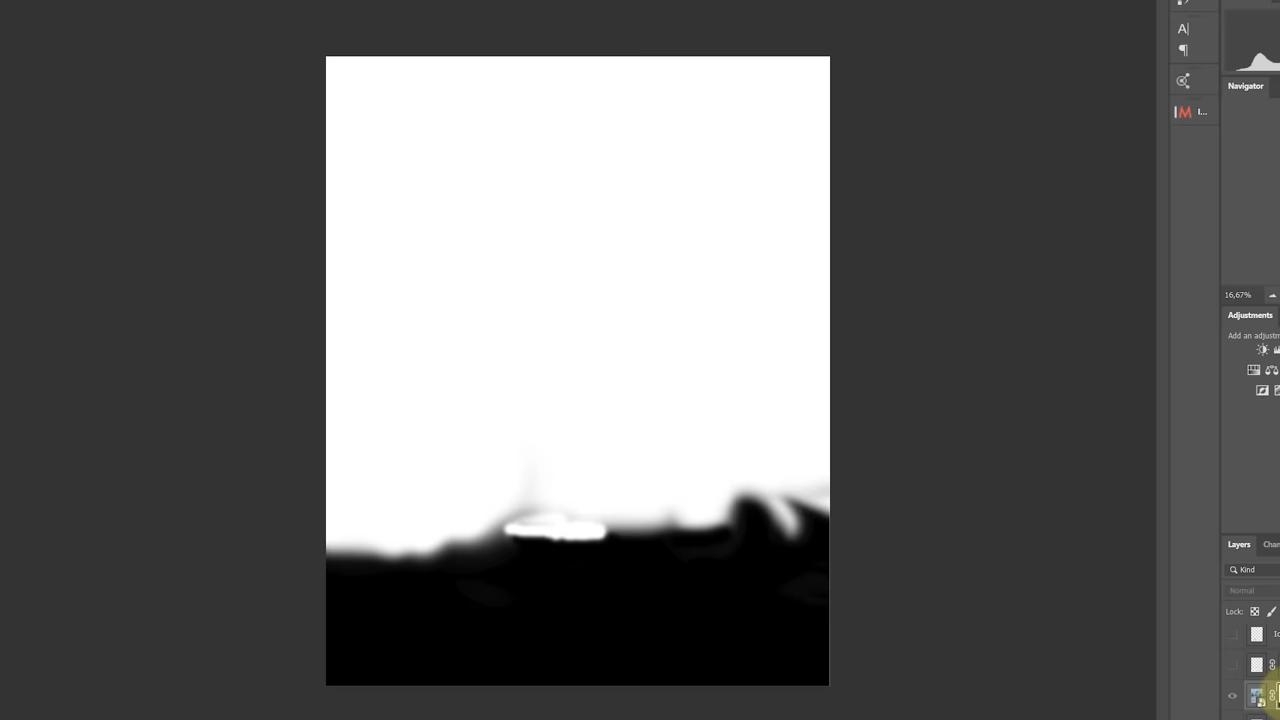 A|
¶
I...
Navigator
16,67%
Adjustments
Add an adjustm
Layers
Chan
Kind
Normal
Lock: